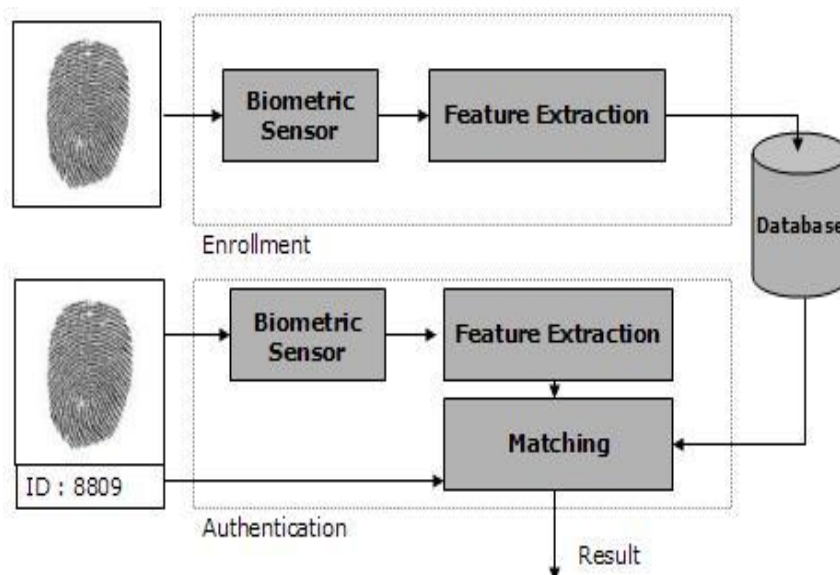 Biometric
Sensor
Feature Extraction
Database
Enrollment
Biometric
Sensor
Feature Extraction
Matching
ID : 8809
Authentication
Result